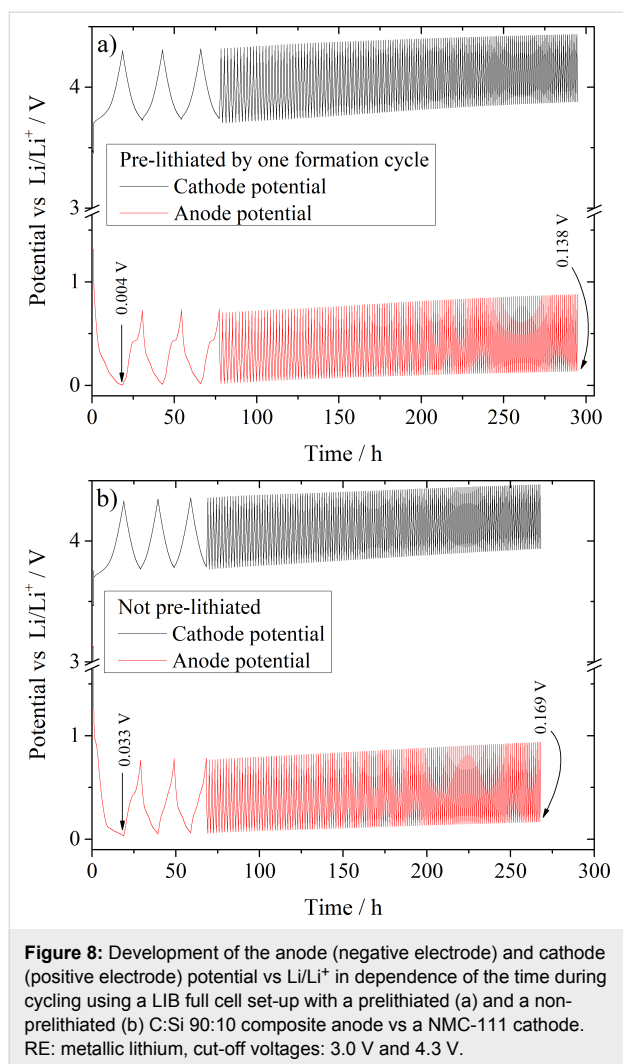 a)
4
3
1
0
Potential vs Li/Li⁺ / V
Pre-lithiated by one formation cycle
Cathode potential
Anode potential
0.004 V
0.138 V
0 50 100 150 200 250 300
Time / h
b)
4
3
1
0
Potential vs Li/Li⁺ / V
Not pre-lithiated
Cathode potential
Anode potential
0.033 V
0.169 V
0 50 100 150 200 250 300
Time / h
Figure 8: Development of the anode (negative electrode) and cathode
(positive electrode) potential vs Li/Li⁺ in dependence of the time during
cycling using a LIB full cell set-up with a prelithiated (a) and a non-
prelithiated (b) C:Si 90:10 composite anode vs a NMC-111 cathode.
RE: metallic lithium, cut-off voltages: 3.0 V and 4.3 V.